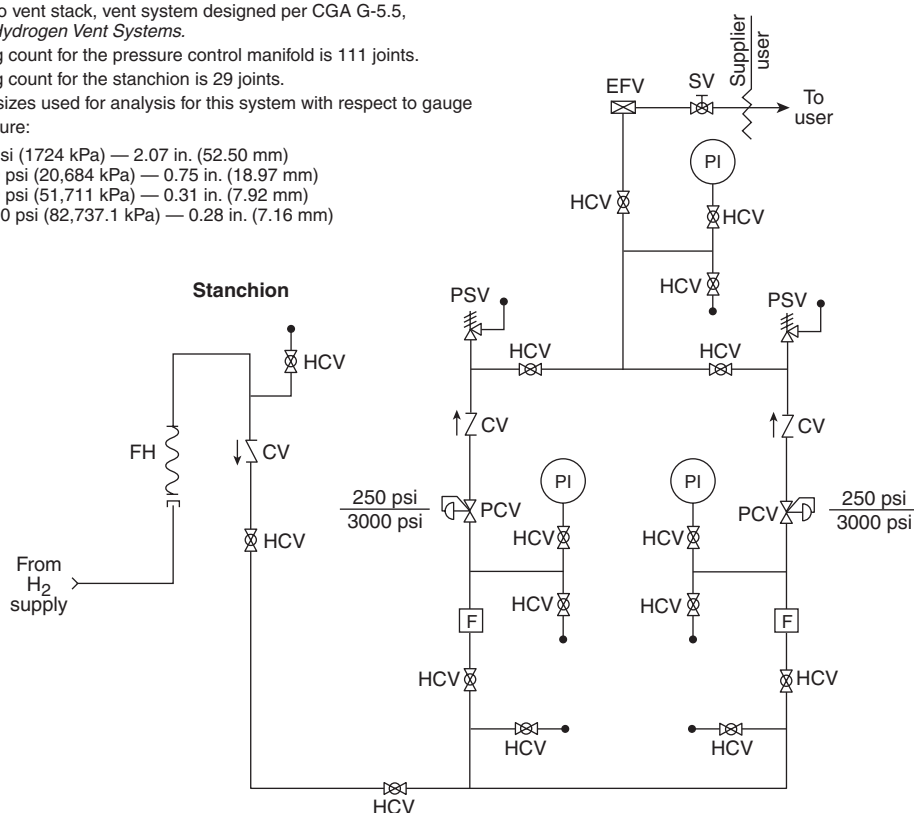 o vent stack, vent system designed per CGA G-5.5,
Hydrogen Vent Systems.
g count for the pressure control manifold is 111 joints.
g count for the stanchion is 29 joints.
sizes used for analysis for this system with respect to gauge
ure:
si (1724 kPa) — 2.07 in. (52.50 mm)
psi (20,684 kPa) — 0.75 in. (18.97 mm)
psi (51,711 kPa) — 0.31 in. (7.92 mm)
0 psi (82,737.1 kPa) — 0.28 in. (7.16 mm)
Supplier
user
EFV
SV
To
user
PI
HCV
HCV
HCV
Stanchion
PSV
PSV
HCV
HCV
HCV
FH
CV
CV
CV
PI
PI
250 psi
3000 psi
PCV
PCV
250 psi
3000 psi
HCV
HCV
HCV
From
H2
supply
HCV
HCV
F
F
HCV
HCV
HCV
HCV
HCV